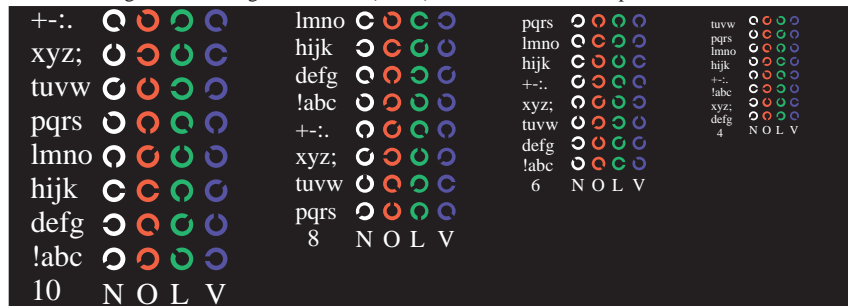 +-:.
xyz;
tuvw
pqrs
lmno
hijk
defg
!abc
10 N O L V
lmno
hijk
defg
!abc
+-:.
xyz;
tuvw
pqrs
8 N O L V
pqrs
lmno
hijk
+-:.
xyz;
tuvw
defg
!abc
6 N O L V
tuvw
pqrs
lmno
hijk
+-:.
!abc
xyz;
defg
4 N O L V